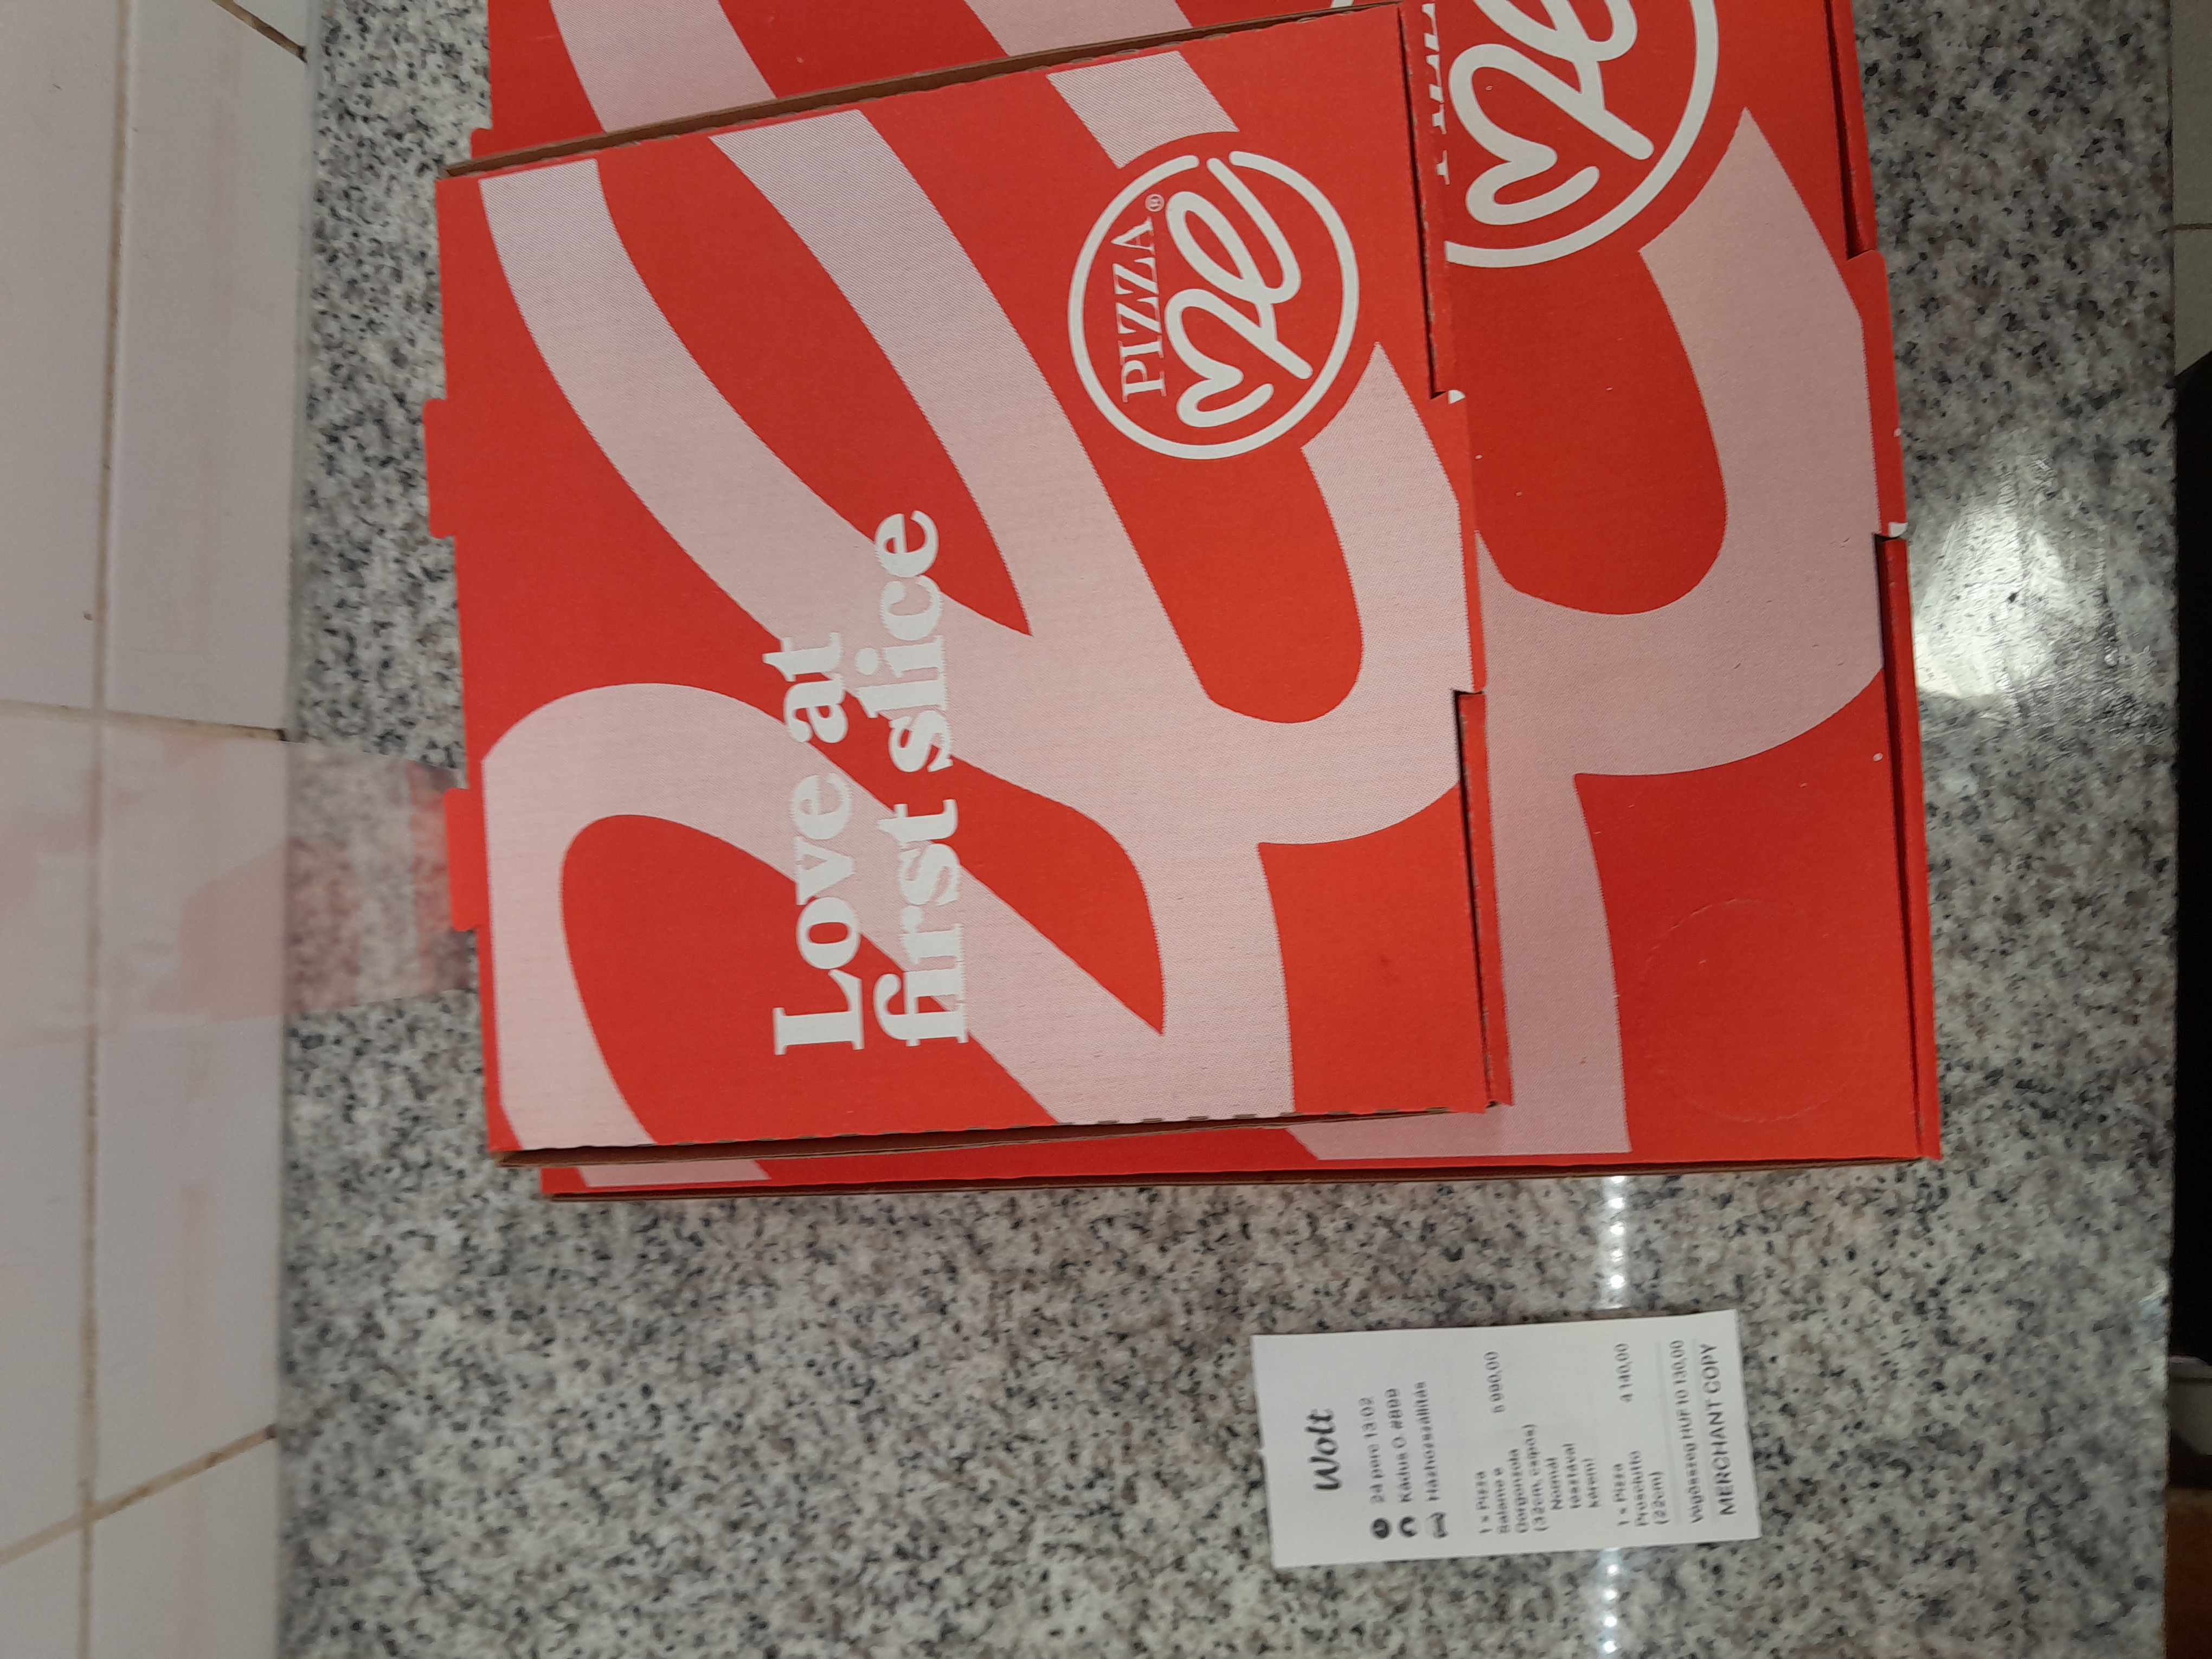 PIZZA®
me
Love at
first slice
me
Wolt
24 perc 13:02
Kádus O. #899
Házhozszállítás
1 x Pizza 5 990,00
Salame e
Gorgonzola
(32cm, csípős)
Normál
tésztával
kérem!
1 x Pizza 4 140,00
Prosciutto
(22cm)
Végösszeg HUF 10 130,00
MERCHANT COPY